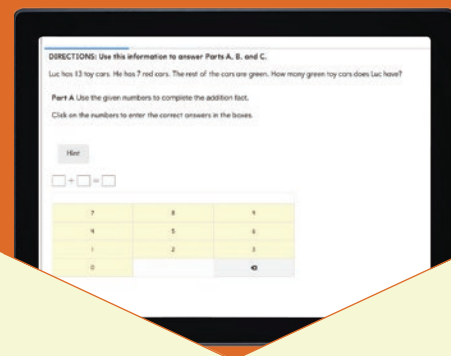 DIRECTIONS: Use this information to answer Parts A, B, and C.
Luc has 13 toy cars. He has 7 red cars. The rest of the cars are green. How many green toy cars does Luc have?
Part A Use the given numbers to complete the addition fact.
Click on the numbers to enter the correct answers in the boxes.
Hint
+ =
7 8 9
4 5 6
1 2 3
0